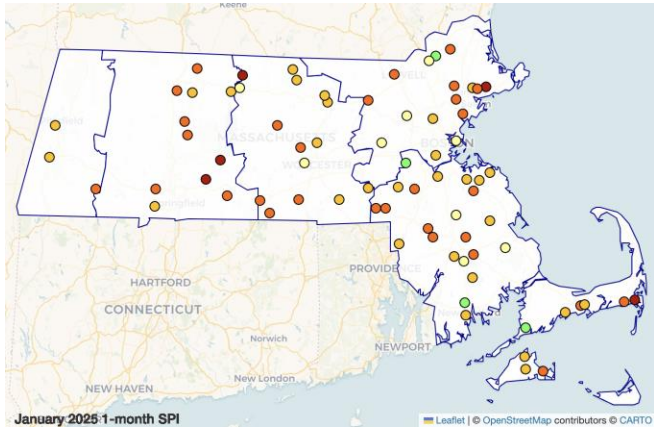 Keene
LOWELL
MASSACHUSETTS
BOSTON
WORCESTER
Springfield
PROVIDENCE
HARTFORD
CONNECTICUT
Norwich
NEWPORT
New London
NEW HAVEN
January 2025 1-month SPI
Leaflet | © OpenStreetMap contributors © CARTO